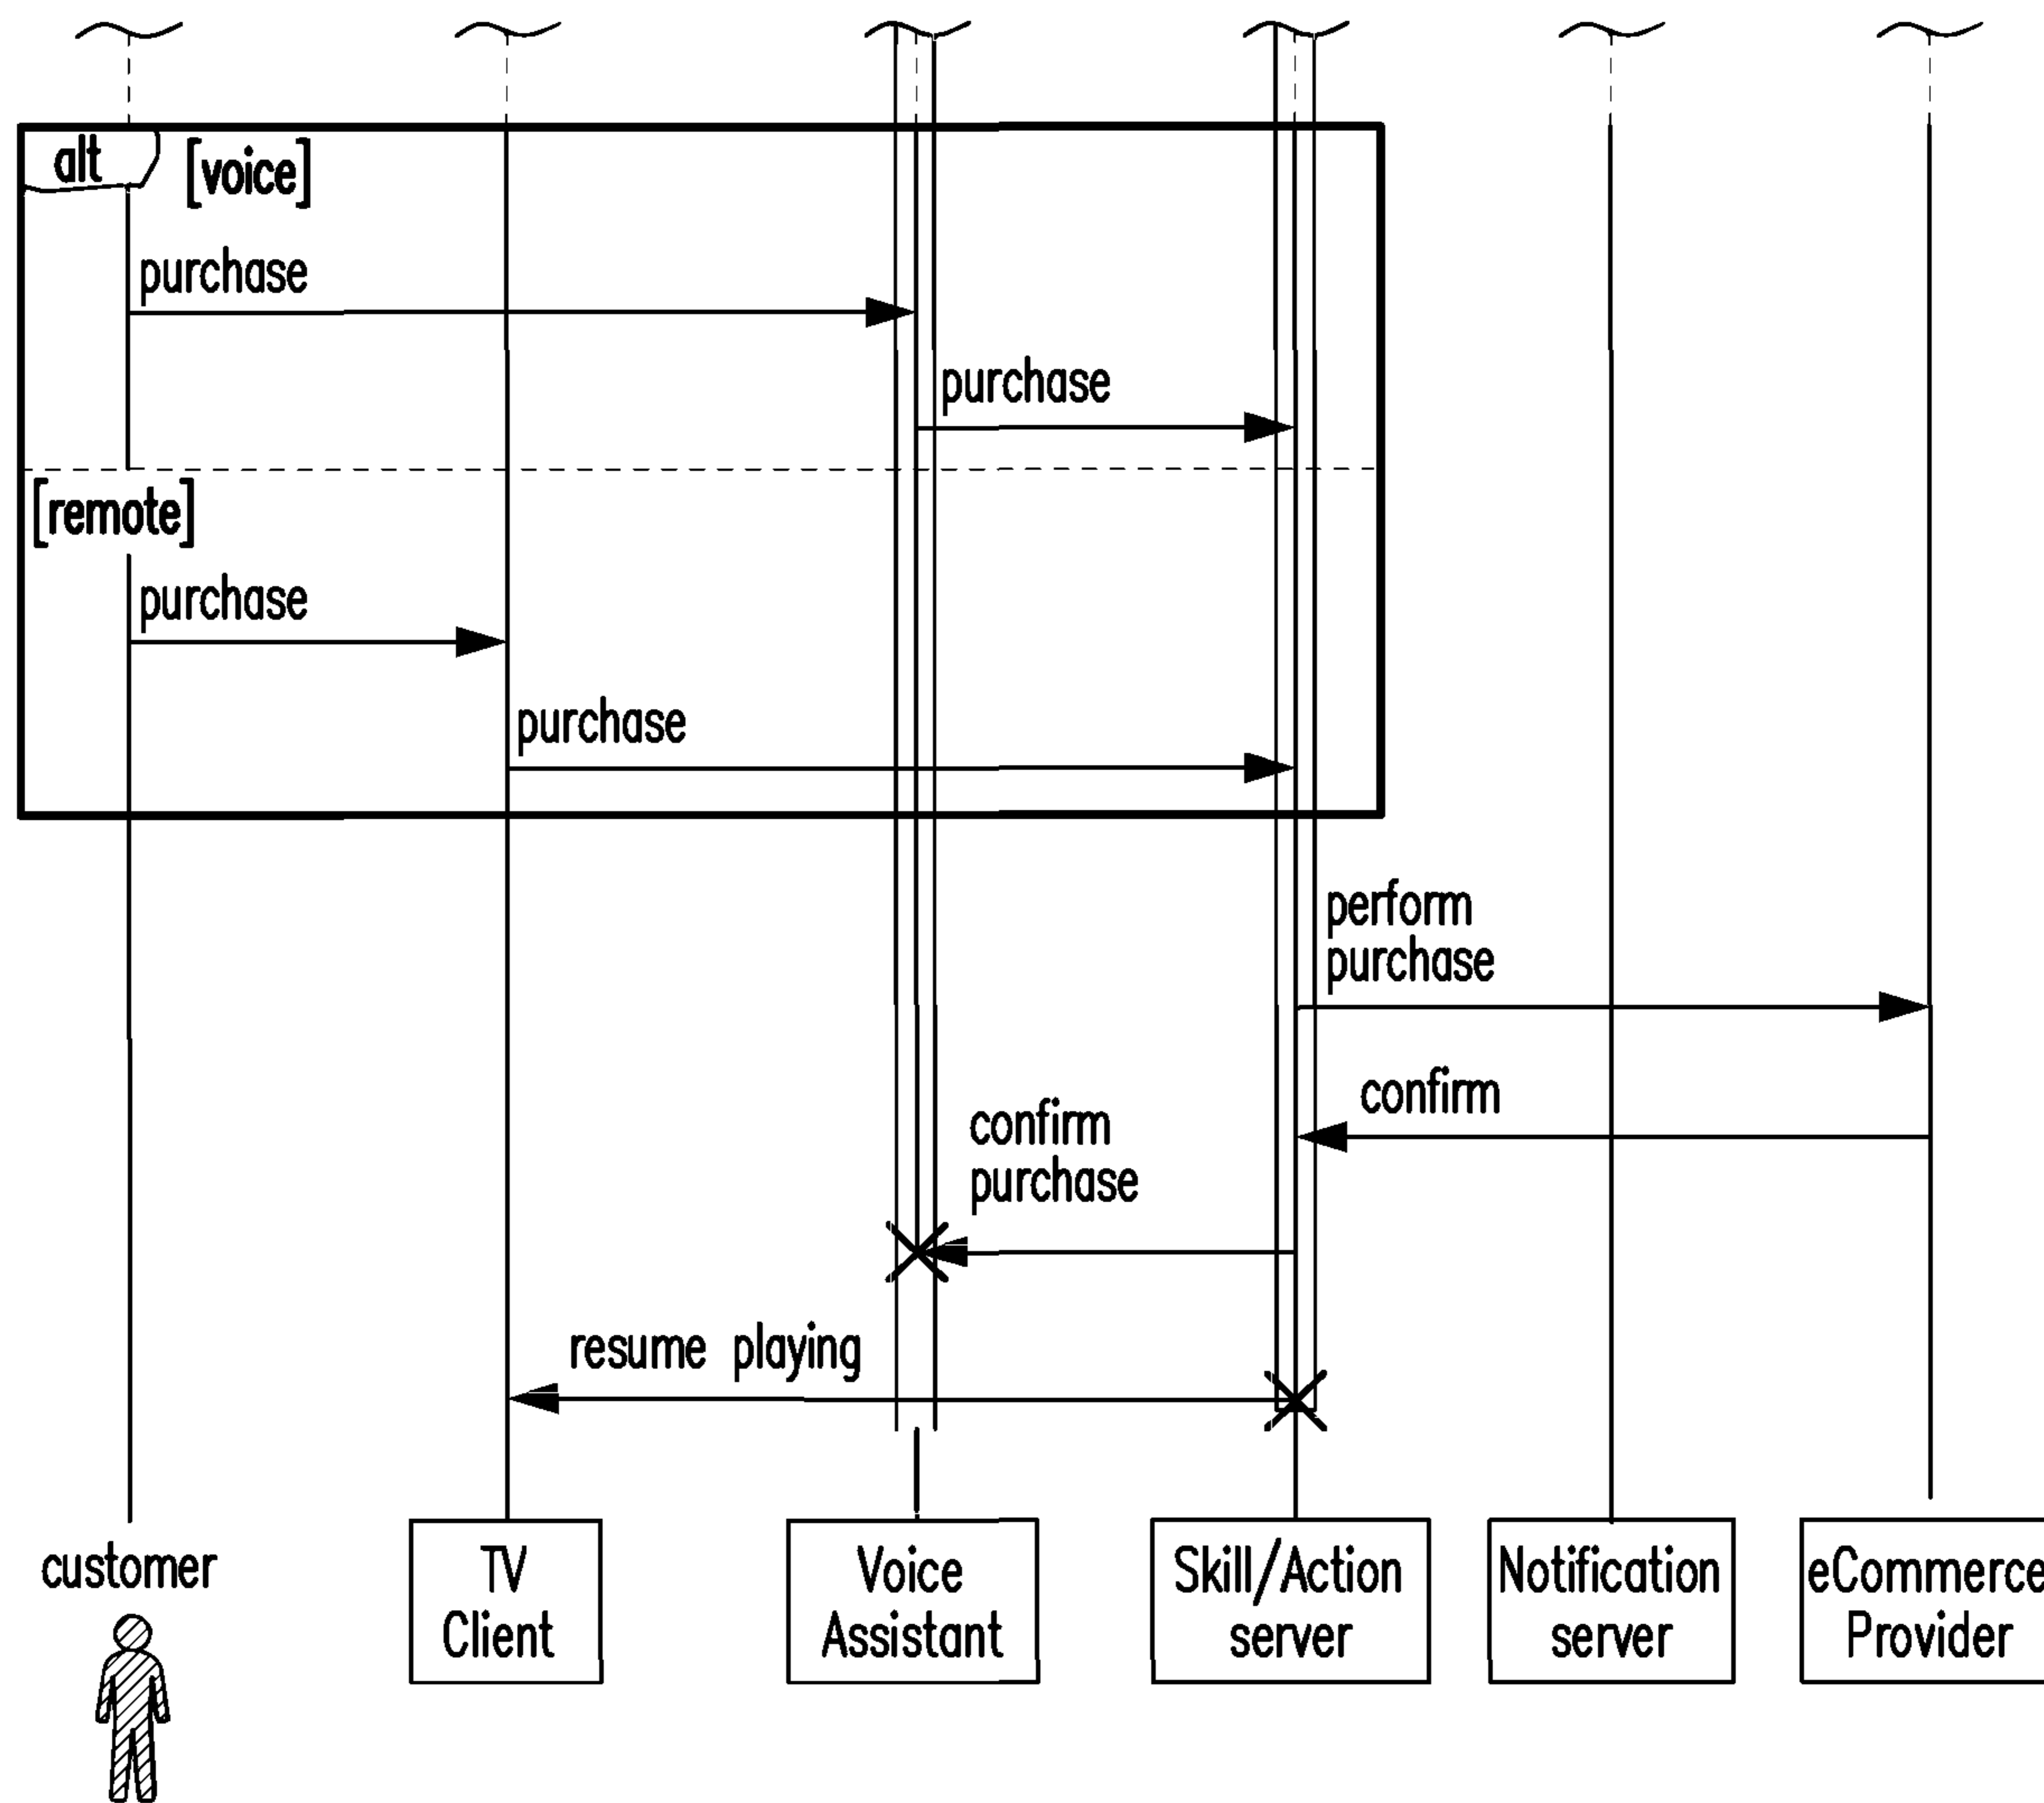 alt [voice]
purchase
purchase
[remote]
purchase
purchase
perform
purchase
confirm
confirm
purchase
resume playing
customer
TV
Client
Voice
Assistant
Skill/Action
server
Notification
server
eCommerce
Provider